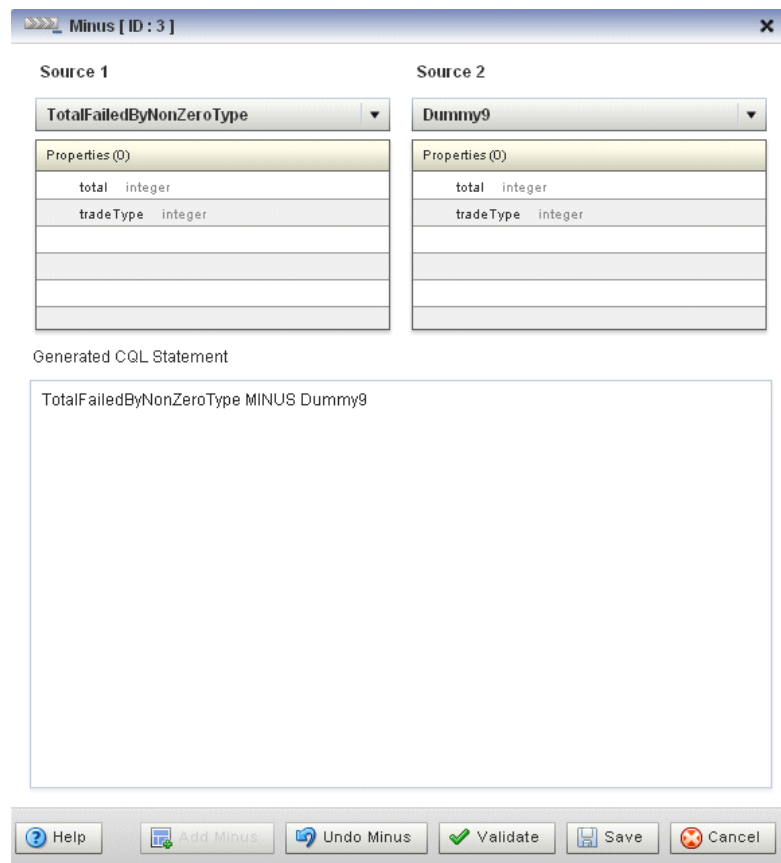 Minus [ ID : 3 ]
Source 1
Source 2
TotalFailedByNonZeroType
Dummy9
Properties (0)
Properties (0)
total integer
total integer
tradeType integer
tradeType integer
Generated CQL Statement
TotalFailedByNonZeroType MINUS Dummy9
Help
Add Minus
Undo Minus
Validate
Save
Cancel